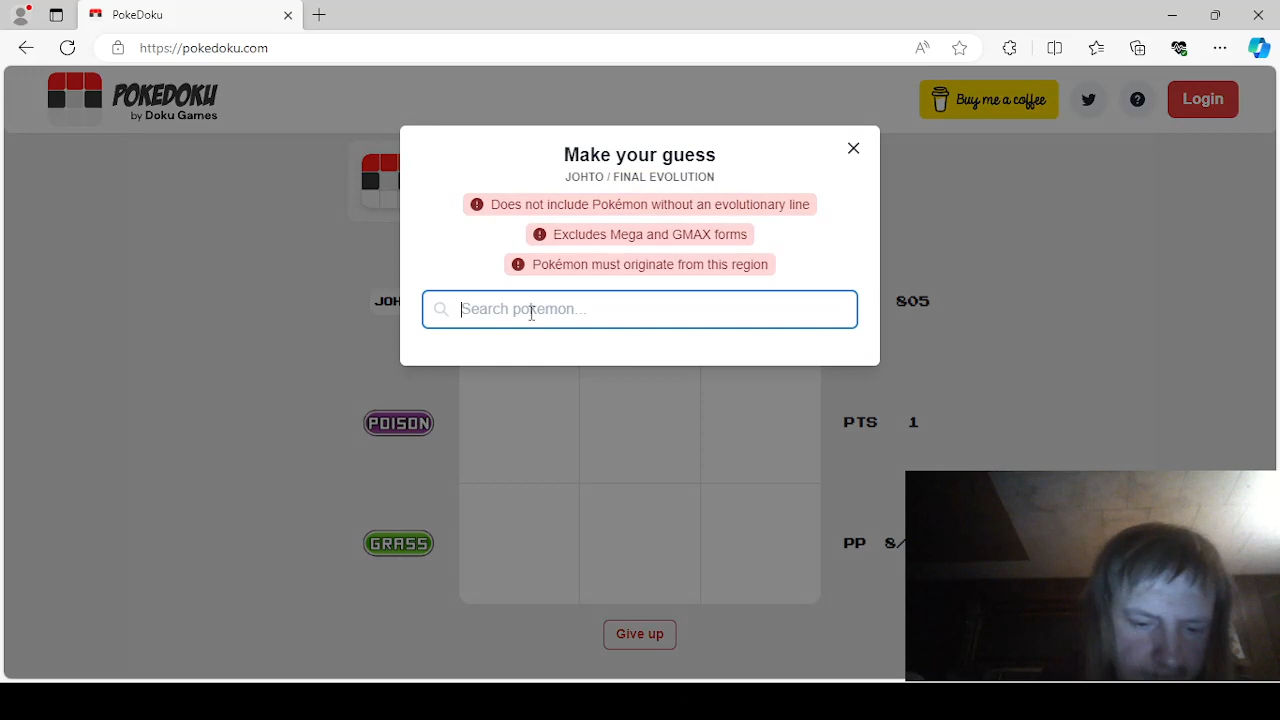 PokeDoku
https://pokedoku.com
POKEDOKU
by Doku Games
Buy me a coffee
Login
Make your guess
JOHTO / FINAL EVOLUTION
Does not include Pokémon without an evolutionary line
Excludes Mega and GMAX forms
Pokémon must originate from this region
Search pokemon...
JOH
805
POISON
PTS 1
GRASS
PP 8/
Give up